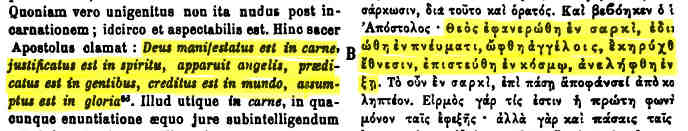 Quoniam vero unigenitus non ita nudus post in-
carnationem ; idcirco et aspectabilis est. Hinc sacer
Apostolus clamat : Deus manifestatus est in carne,
justificatus est in spiritu, apparuit angelis, prædi-
catus est in gentibus, creditus est in mundo, assum-
ptus est in gloria. Illud utique in carne, in qua-
cunque enuntiatione æquo jure subintelligendum
B
σάρκωσιν, διὰ τοῦτο καὶ ὁρατός. Καὶ βεβόηκεν ὁ ἱ
Ἀπόστολος · Θεὸς ἐφανερώθη ἐν σαρκὶ, ἐδι
ώθη ἐν πνεύματι, ὤφθη ἀγγέλοις, ἐκηρύχθ
ἔθνεσιν, ἐπιστεύθη ἐν κόσμῳ, ἀνελήφθη ἐν
ξῃ. Τὸ οὖν ἐν σαρκὶ, ἐπὶ πάσῃ ἀποφάνσει ἀπὸ κο
ληπτέον. Εἱρμὸς γάρ τίς ἐστιν ἡ πρώτη φωνὴ
μόνον ταῖς ἐφεξῆς · ἀλλὰ γὰρ καὶ πάσαις ταῖς